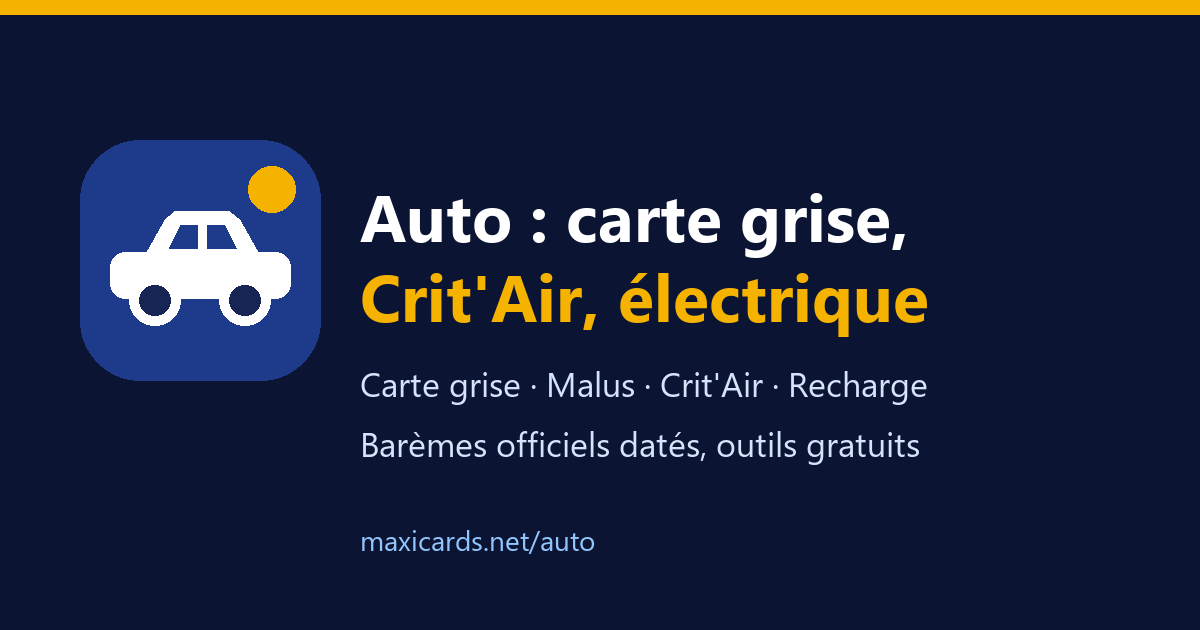 Auto : carte grise,
Crit'Air, électrique
Carte grise · Malus · Crit'Air · Recharge
Barèmes officiels datés, outils gratuits
maxicards.net/auto